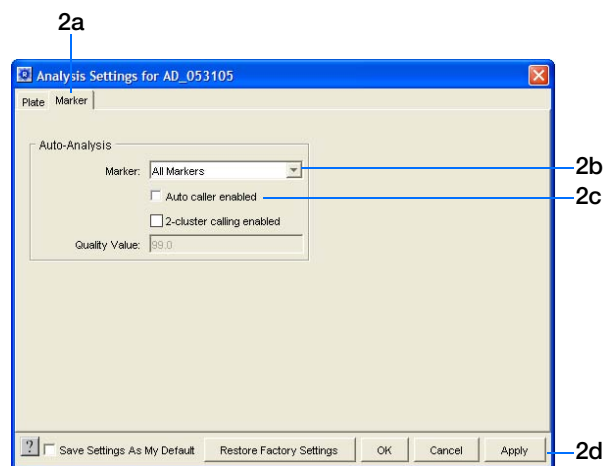 2a
Analysis Settings for AD_053105
Plate Marker
Auto-Analysis
Marker: All Markers
2b
Auto caller enabled
2c
2-cluster calling enabled
Quality Value: 99.0
? Save Settings As My Default Restore Factory Settings OK Cancel Apply
2d